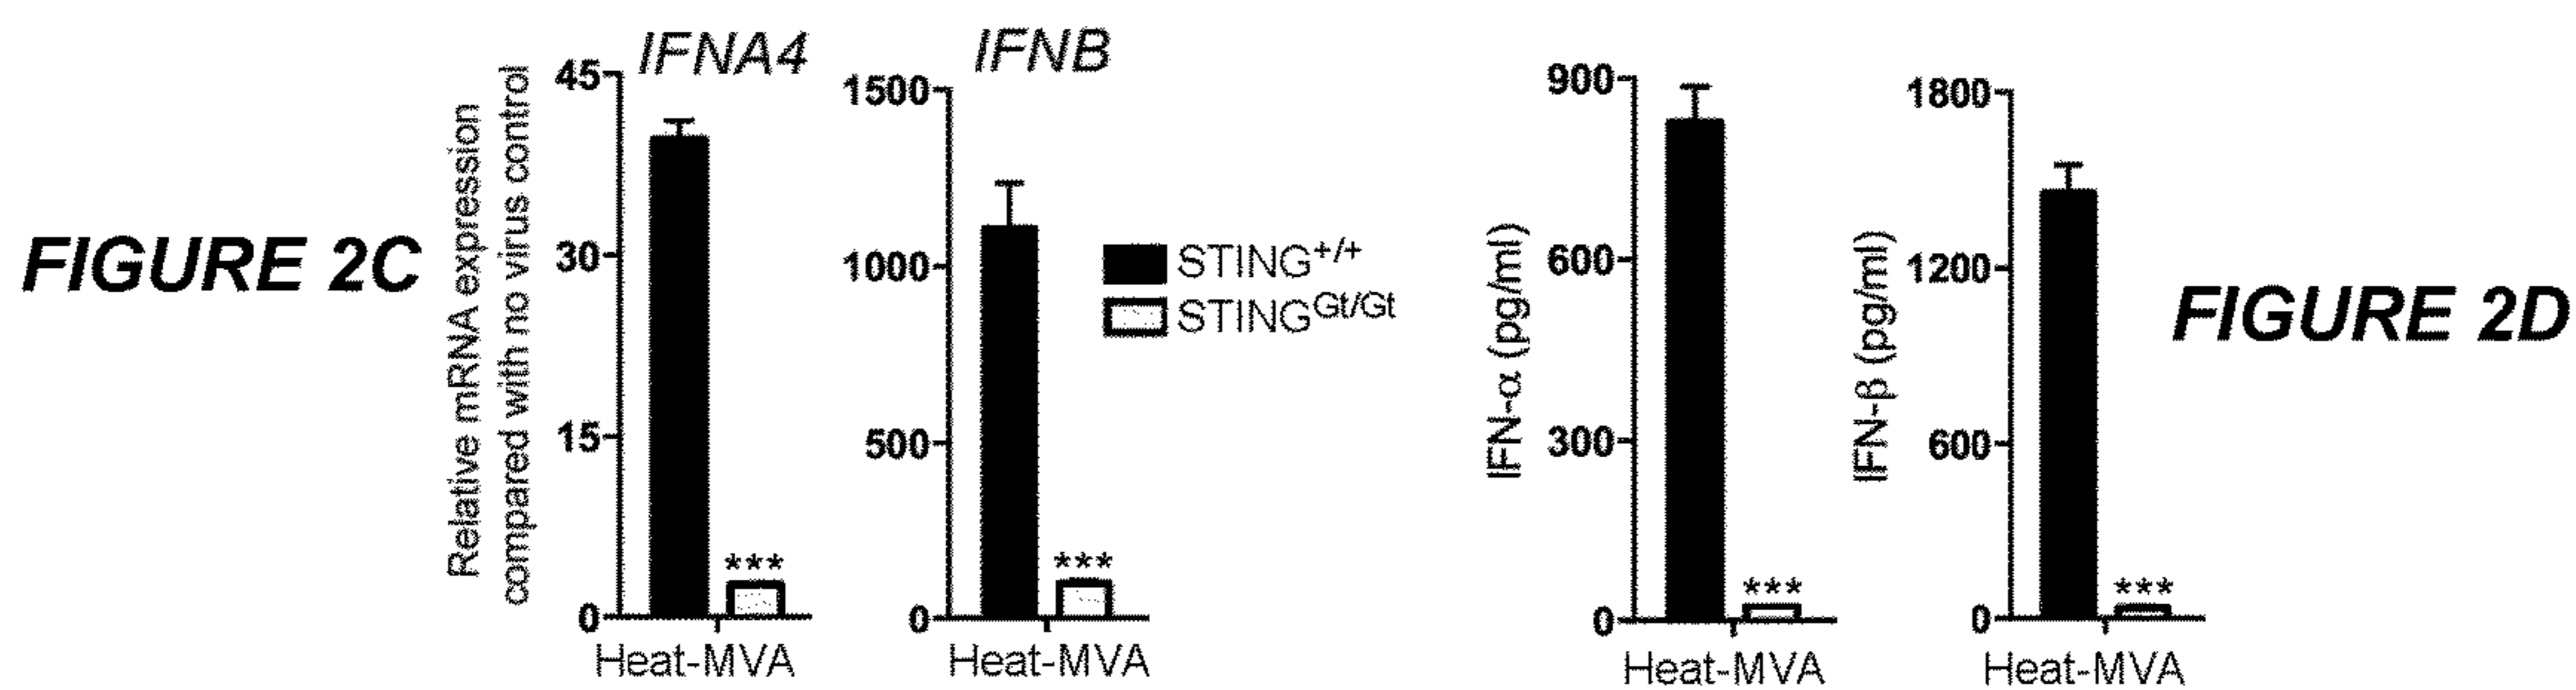 FIGURE 2C
Relative mRNA expression
compared with no virus control
IFNA4
45
30
15
0
***
Heat-MVA
IFNB
1500
1000
500
0
***
Heat-MVA
STING+/+
STINGGt/Gt
IFN-α (pg/ml)
900
600
300
0
***
Heat-MVA
IFN-β (pg/ml)
1800
1200
600
0
***
Heat-MVA
FIGURE 2D